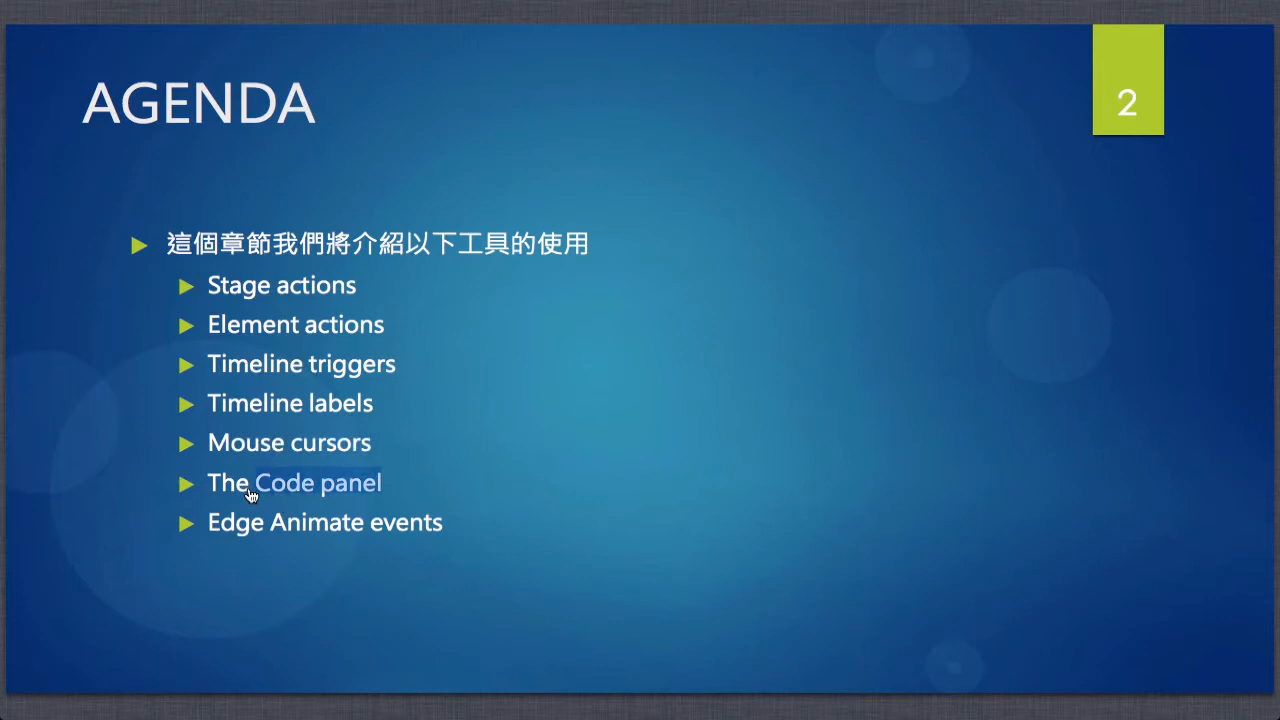 AGENDA
2
這個章節我們將介紹以下工具的使用
Stage actions
Element actions
Timeline triggers
Timeline labels
Mouse cursors
The Code panel
Edge Animate events